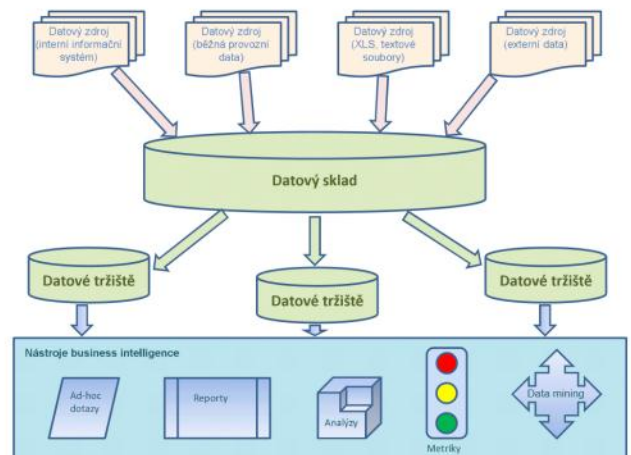 Datový zdroj
(interní informační
systém)
Datový zdroj
(běžná provozní
data)
Datový zdroj
(XLS, textové
soubory)
Datový zdroj
(externí data)
Datový sklad
Datové tržiště
Datové tržiště
Datové tržiště
Nástroje business intelligence
Ad-hoc
dotazy
Reporty
Analýzy
Metriky
Data mining